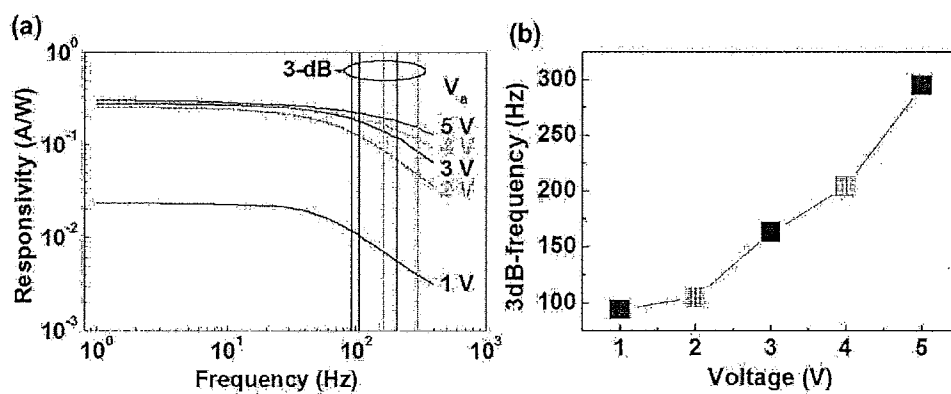 (a)
10⁰
3-dB
Vₐ
5 V
3 V
1 V
10⁻¹
10⁻²
10⁻³
10⁰
10¹
10²
10³
Responsivity (A/W)
Frequency (Hz)
(b)
300
250
200
150
100
1
2
3
4
5
3dB-frequency (Hz)
Voltage (V)